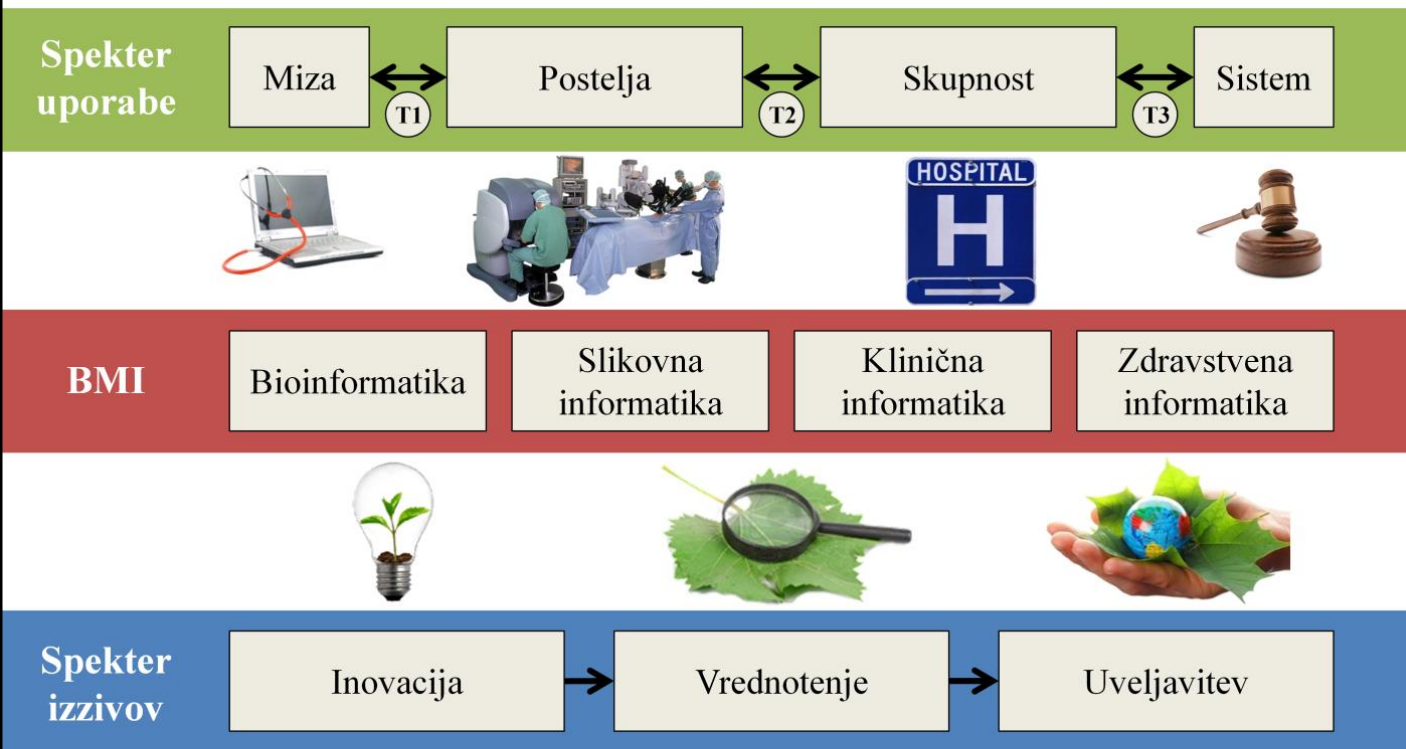 Spekter
uporabe
Miza
T1
Postelja
T2
Skupnost
T3
Sistem
HOSPITAL
H
BMI
Bioinformatika
Slikovna
informatika
Klinična
informatika
Zdravstvena
informatika
Spekter
izzivov
Inovacija
Vrednotenje
Uveljavitev